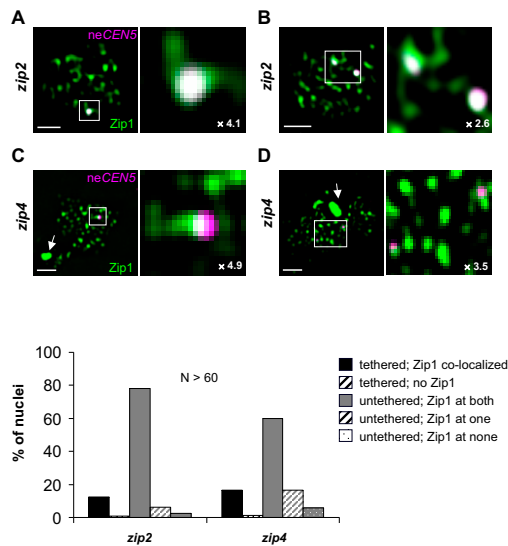 A
neCEN5
zip2
Zip1
× 4.1
B
zip2
× 2.6
C
neCEN5
zip4
Zip1
× 4.9
D
zip4
× 3.5
% of nuclei
100
80
60
40
20
0
N > 60
zip2
zip4
tethered; Zip1 co-localized
tethered; no Zip1
untethered; Zip1 at both
untethered; Zip1 at one
untethered; Zip1 at none